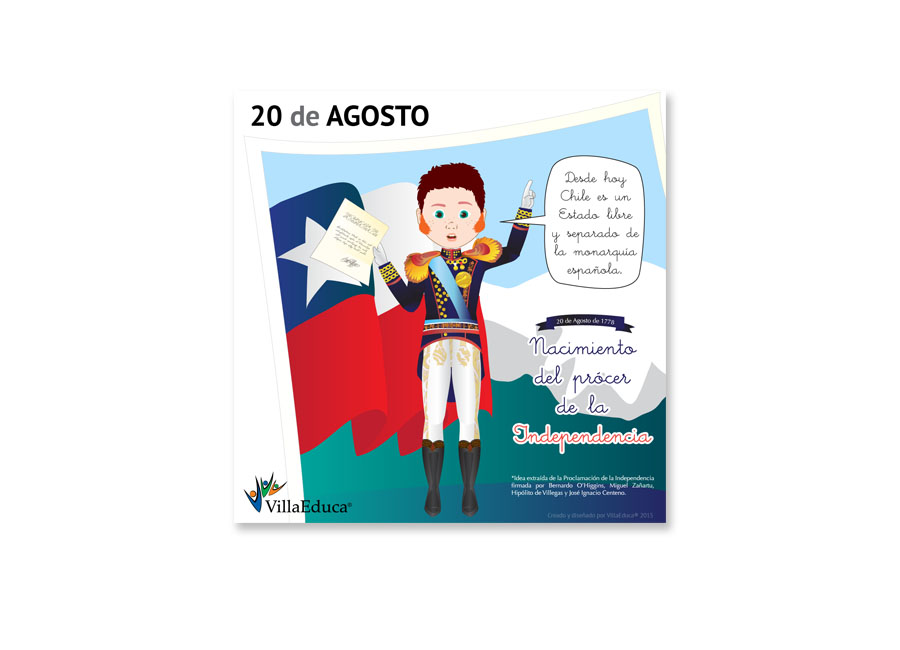 20 de AGOSTO
Desde hoy
Chile es un
Estado libre
y separado de
la monarquía
española.
20 de Agosto de 1778
Nacimiento
del prócer
de la
Independencia
*Idea extraída de la Proclamación de la Independencia
firmada por Bernardo O'Higgins, Miguel Zañartu,
Hipólito de Villegas y José Ignacio Centeno.
VillaEduca®
Creado y diseñado por VillaEduca® 2015